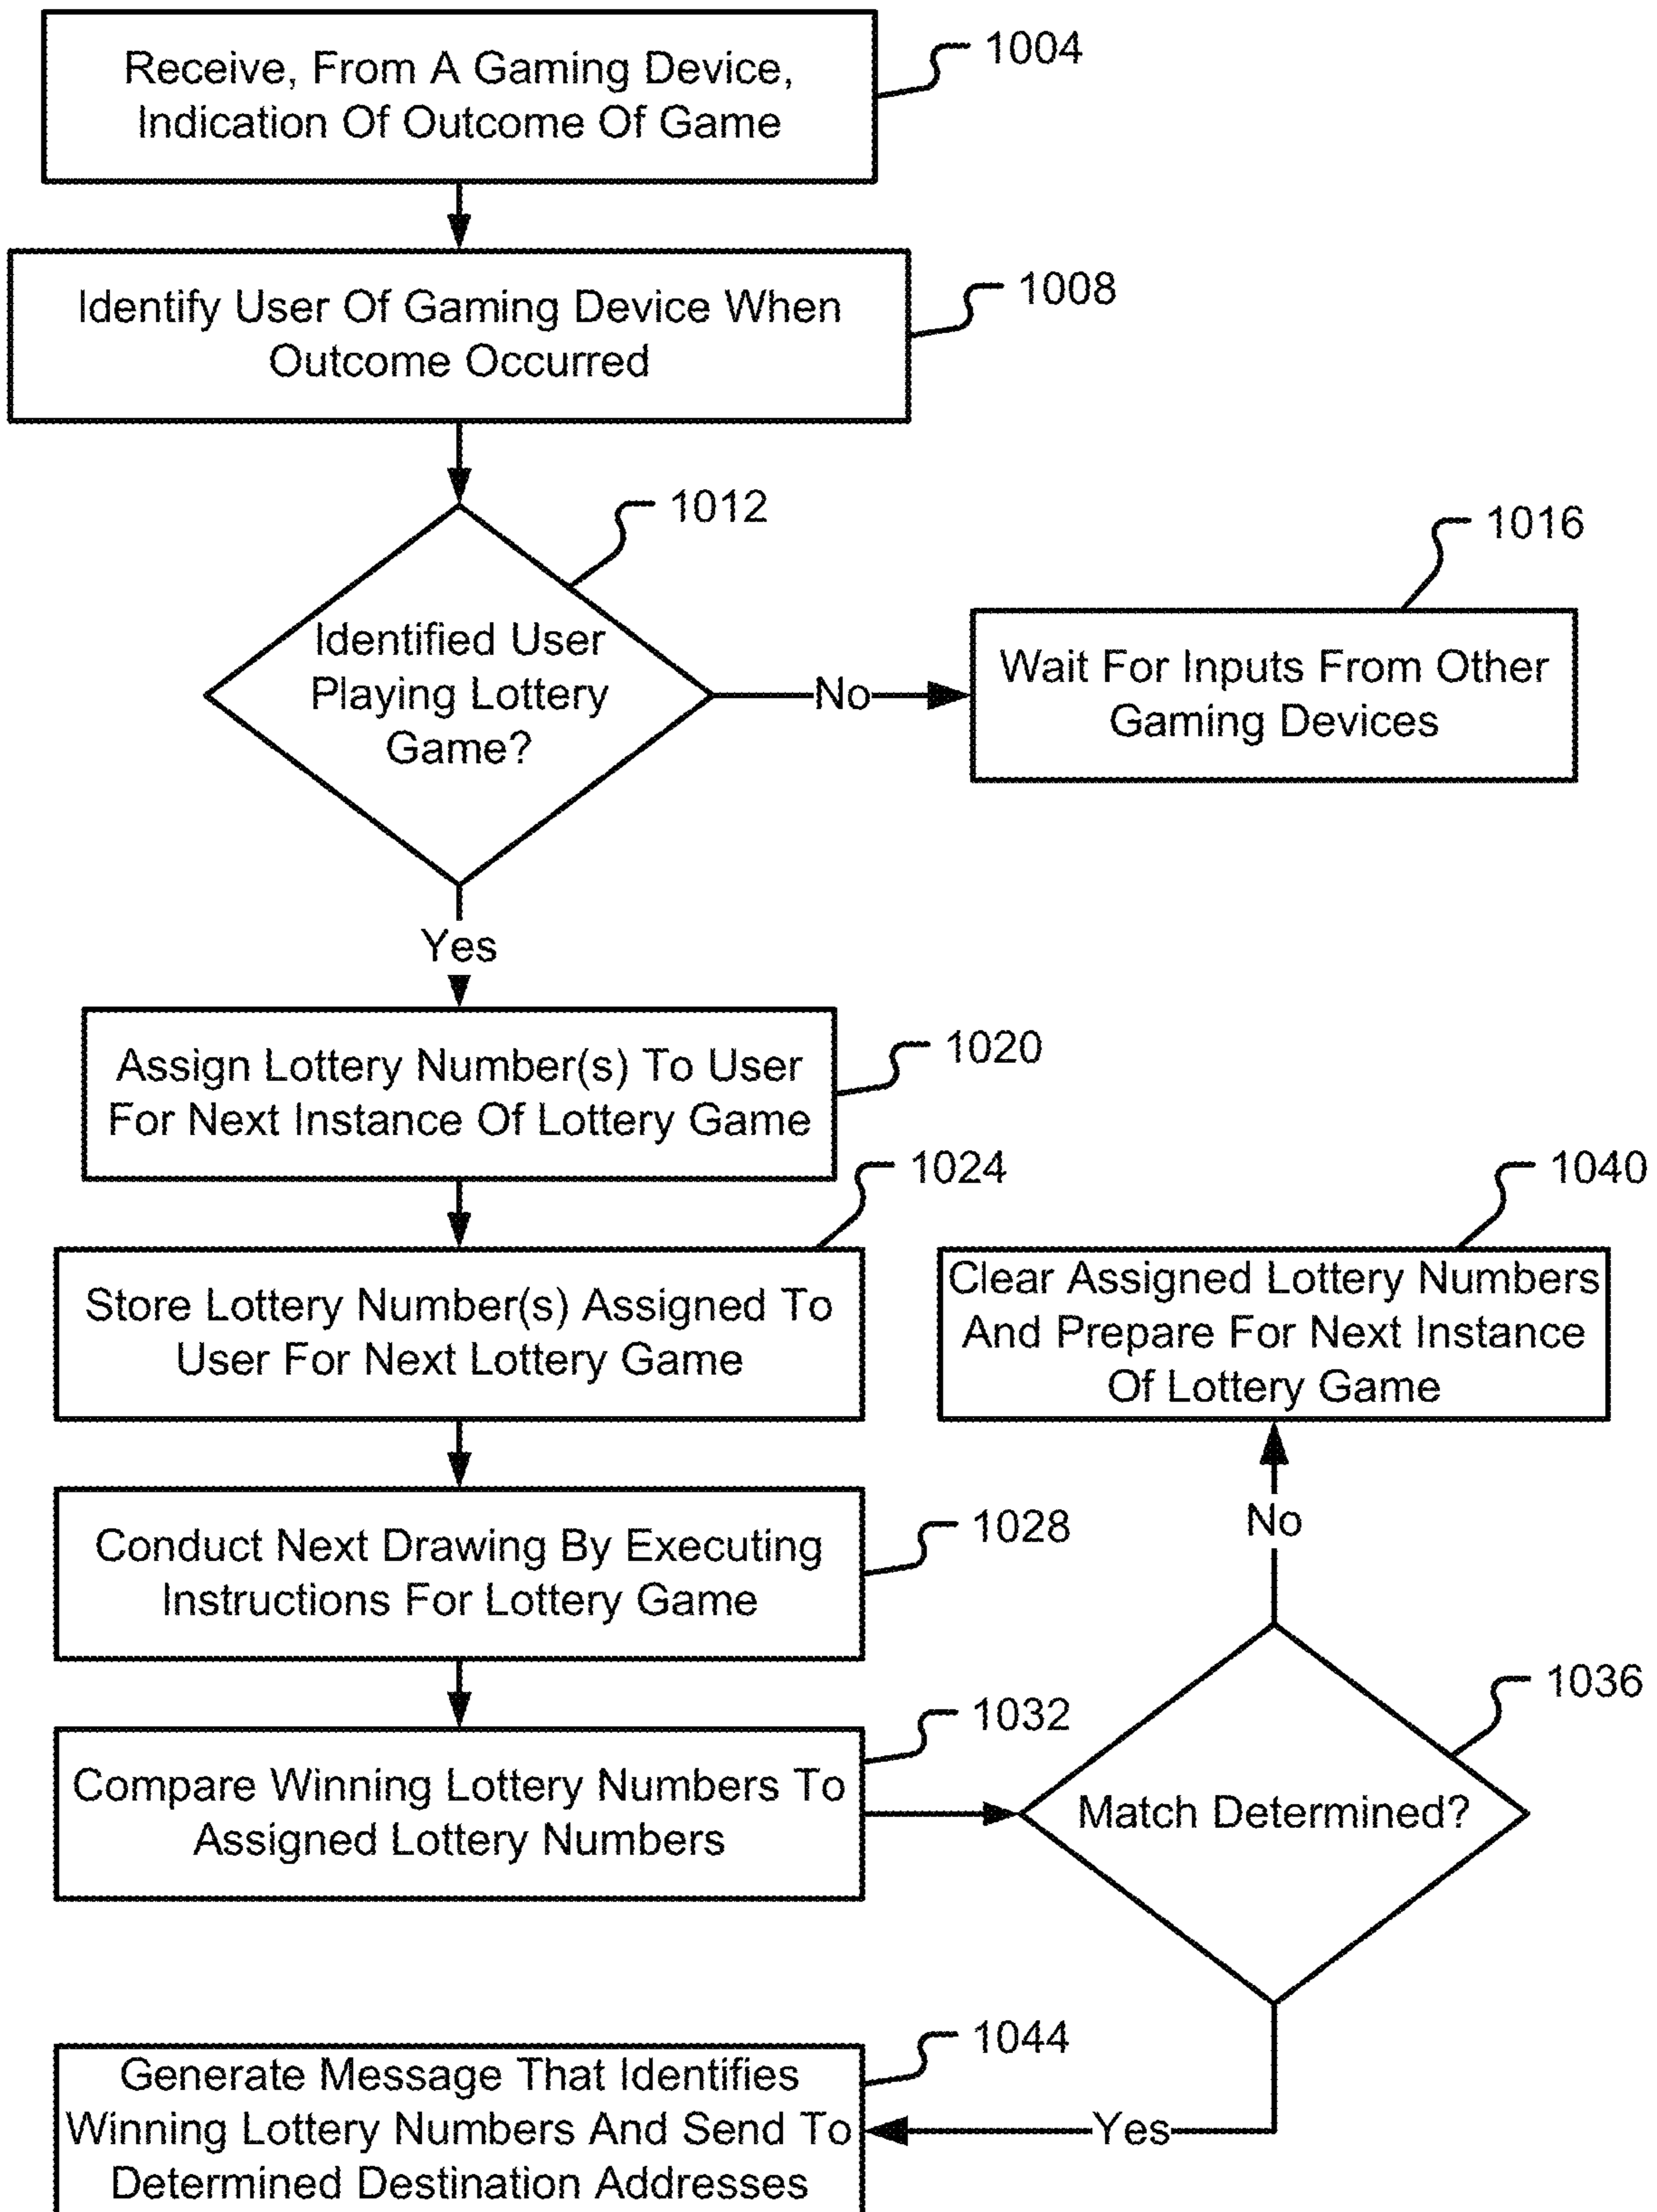 Receive, From A Gaming Device,
Indication Of Outcome Of Game
1004
Identify User Of Gaming Device When
Outcome Occurred
1008
Identified User
Playing Lottery
Game?
1012
No
1016
Wait For Inputs From Other
Gaming Devices
Yes
Assign Lottery Number(s) To User
For Next Instance Of Lottery Game
1020
Store Lottery Number(s) Assigned To
User For Next Lottery Game
1024
Conduct Next Drawing By Executing
Instructions For Lottery Game
1028
Compare Winning Lottery Numbers To
Assigned Lottery Numbers
1032
Match Determined?
1036
No
Clear Assigned Lottery Numbers
And Prepare For Next Instance
Of Lottery Game
1040
Yes
Generate Message That Identifies
Winning Lottery Numbers And Send To
Determined Destination Addresses
1044